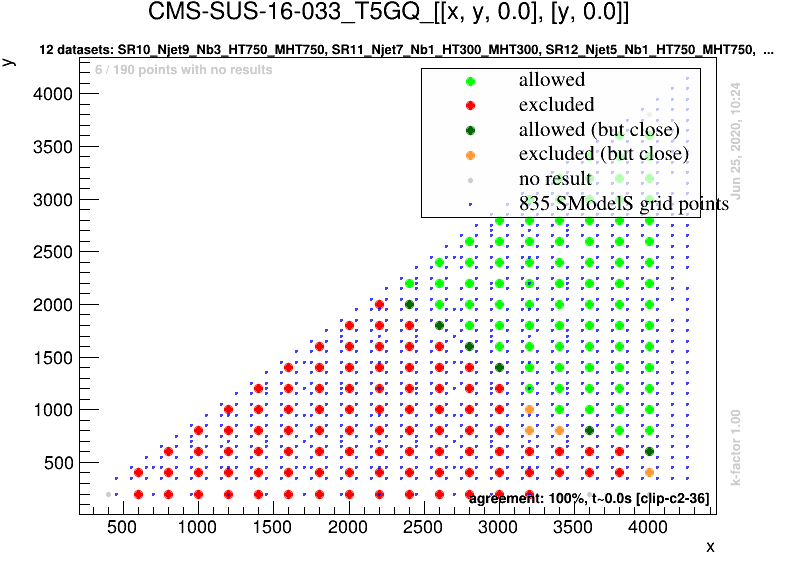 CMS-SUS-16-033_T5GQ_[[x, y, 0.0], [y, 0.0]]
12 datasets: SR10_Njet9_Nb3_HT750_MHT750, SR11_Njet7_Nb1_HT300_MHT300, SR12_Njet5_Nb1_HT750_MHT750, ...
y
6 / 190 points with no results
allowed
excluded
allowed (but close)
excluded (but close)
no result
835 SModelS grid points
Jun 25, 2020, 10:24
4000
3500
3000
2500
2000
1500
1000
500
k-factor 1.00
agreement: 100%, t~0.0s [clip-c2-36]
500 1000 1500 2000 2500 3000 3500 4000
x